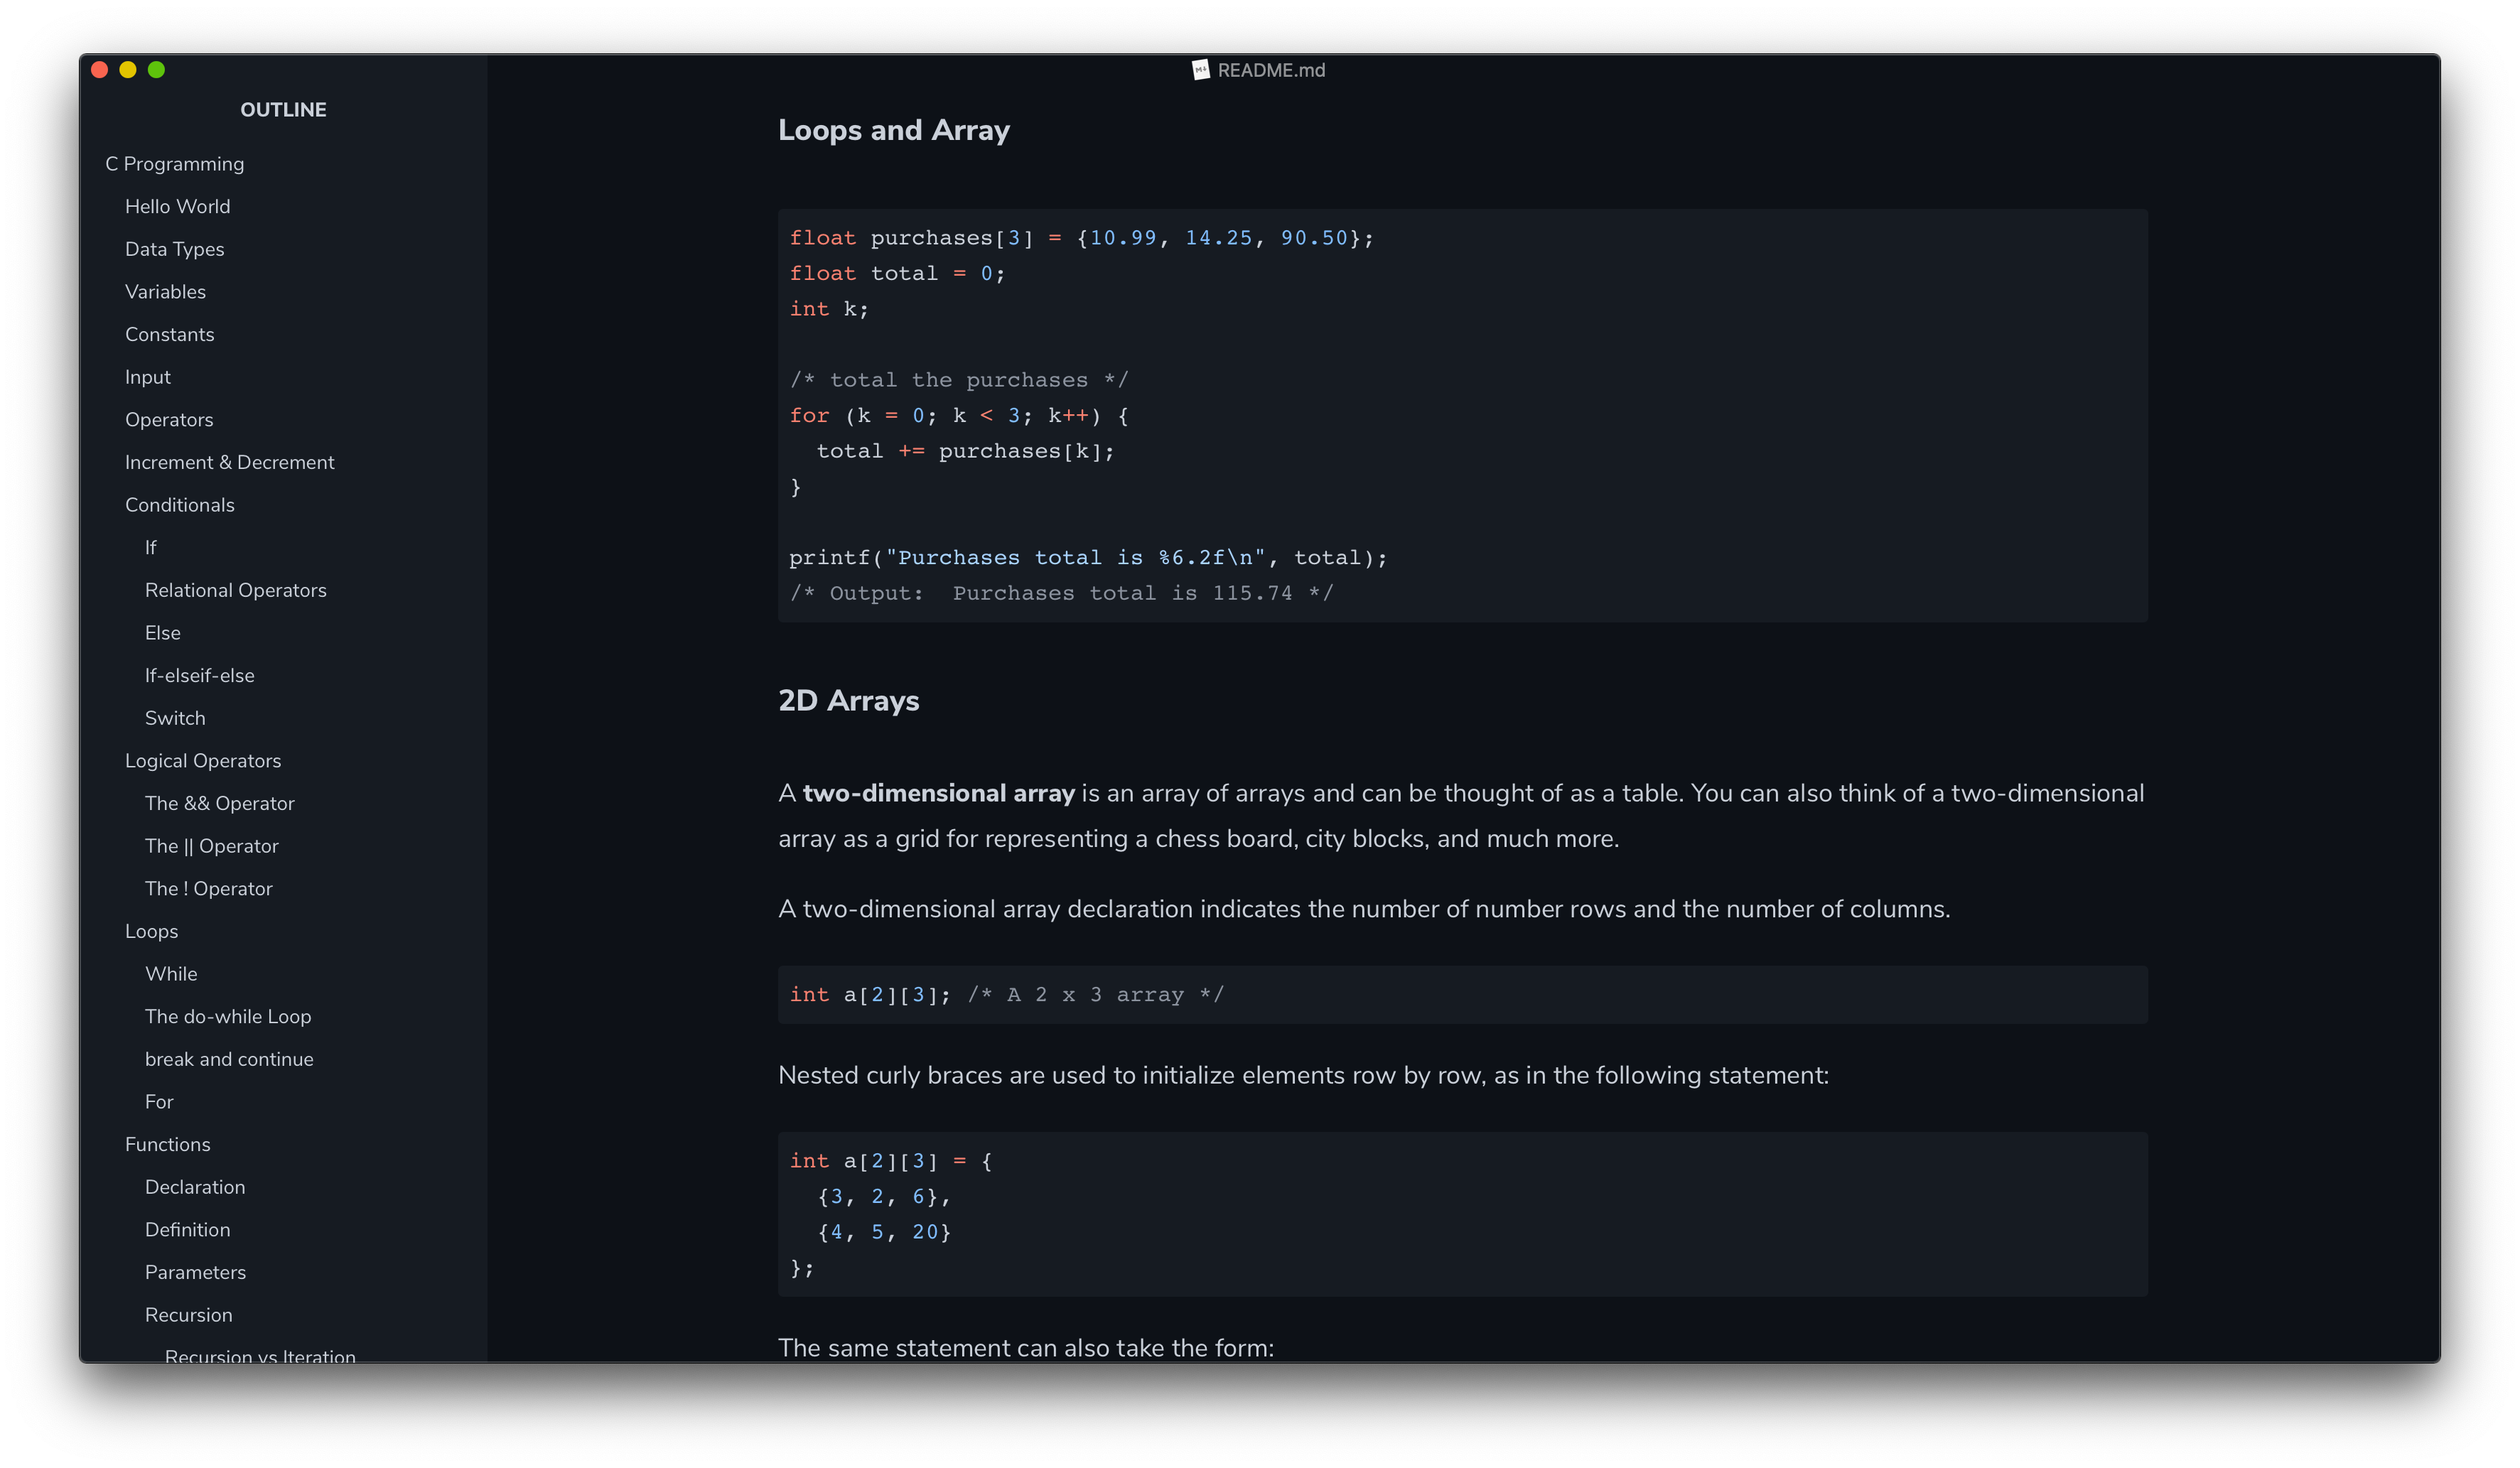 README.md
OUTLINE
C Programming
Hello World
Data Types
Variables
Constants
Input
Operators
Increment & Decrement
Conditionals
If
Relational Operators
Else
If-elseif-else
Switch
Logical Operators
The && Operator
The || Operator
The ! Operator
Loops
While
The do-while Loop
break and continue
For
Functions
Declaration
Definition
Parameters
Recursion
Recursion vs Iteration
Loops and Array
float purchases[3] = {10.99, 14.25, 90.50};
float total = 0;
int k;
/* total the purchases */
for (k = 0; k < 3; k++) {
  total += purchases[k];
}
printf("Purchases total is %6.2f\n", total);
/* Output:  Purchases total is 115.74 */
2D Arrays
A two-dimensional array is an array of arrays and can be thought of as a table. You can also think of a two-dimensional
array as a grid for representing a chess board, city blocks, and much more.
A two-dimensional array declaration indicates the number of number rows and the number of columns.
int a[2][3]; /* A 2 x 3 array */
Nested curly braces are used to initialize elements row by row, as in the following statement:
int a[2][3] = {
  {3, 2, 6},
  {4, 5, 20}
};
The same statement can also take the form: